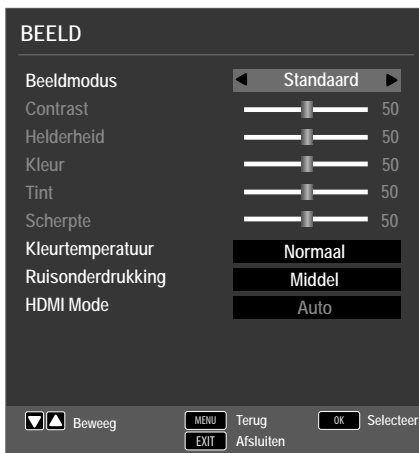 BEELD
Beeldmodus Standaard
Contrast 50
Helderheid 50
Kleur 50
Tint 50
Scherpte 50
Kleurtemperatuur Normaal
Ruisonderdrukking Middel
HDMI Mode Auto
Beweeg MENU Terug OK Selecteer
EXIT Afsluiten